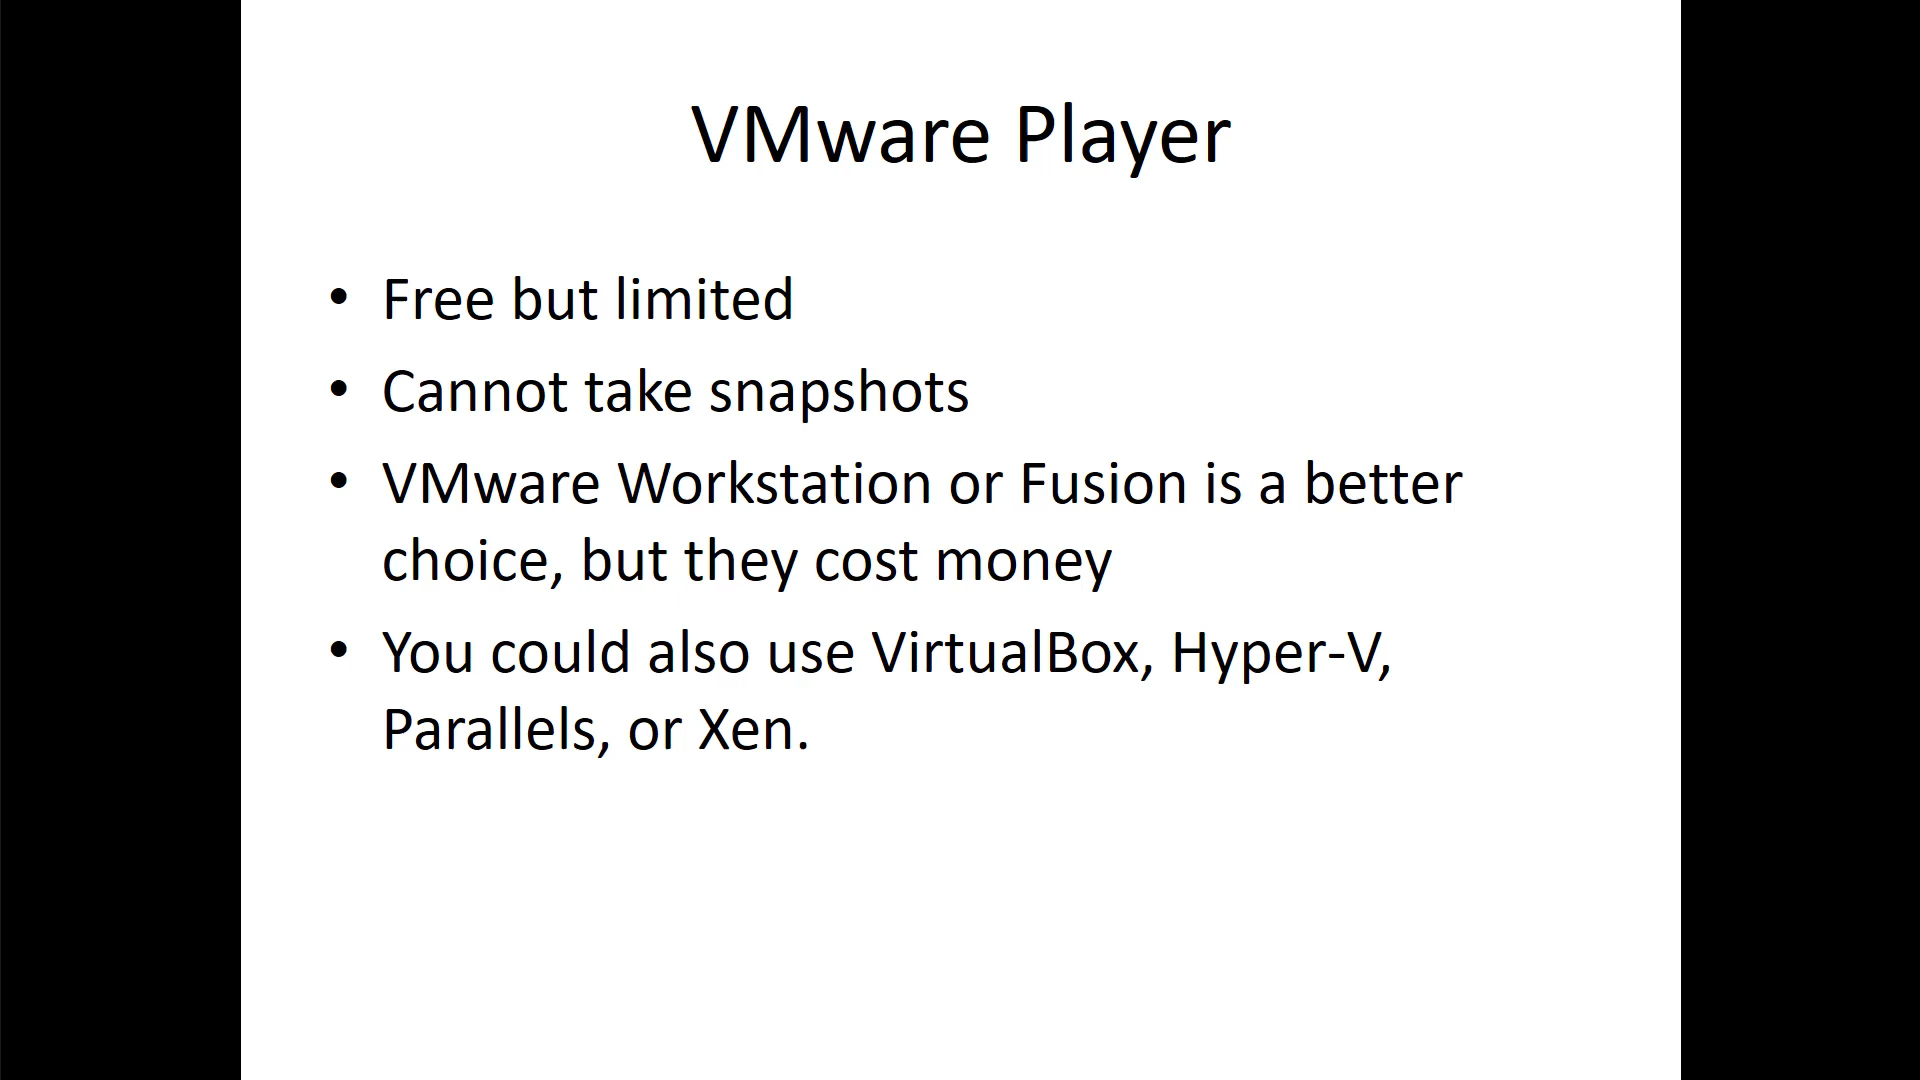 VMware Player
• Free but limited
• Cannot take snapshots
• VMware Workstation or Fusion is a better
choice, but they cost money
• You could also use VirtualBox, Hyper-V,
Parallels, or Xen.